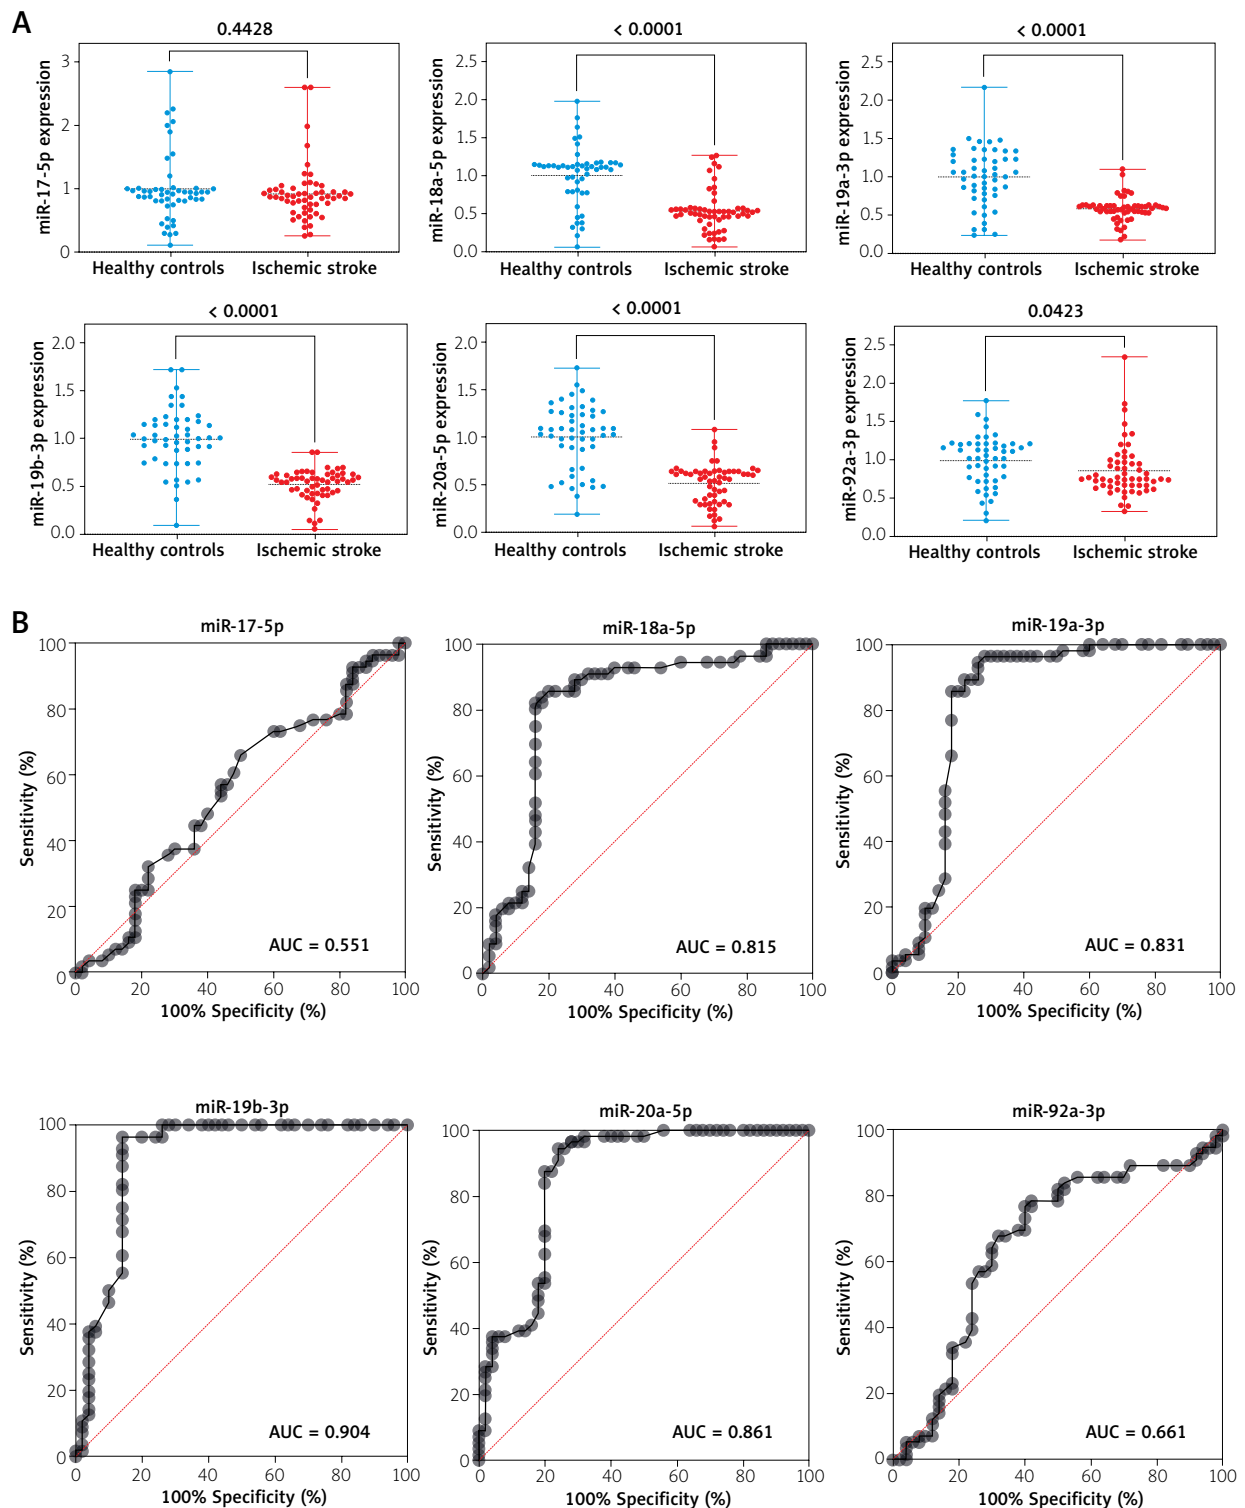 A
0.4428
miR-17-5p expression
3
2
1
0
Healthy controls Ischemic stroke
< 0.0001
miR-18a-5p expression
2.5
2.0
1.5
1.0
0.5
0.0
Healthy controls Ischemic stroke
< 0.0001
miR-19a-3p expression
2.5
2.0
1.5
1.0
0.5
0.0
Healthy controls Ischemic stroke
< 0.0001
miR-19b-3p expression
2.0
1.5
1.0
0.5
0.0
Healthy controls Ischemic stroke
< 0.0001
miR-20a-5p expression
2.0
1.5
1.0
0.5
0.0
Healthy controls Ischemic stroke
0.0423
miR-92a-3p expression
2.5
2.0
1.5
1.0
0.5
0.0
Healthy controls Ischemic stroke
B
miR-17-5p
Sensitivity (%)
100
80
60
40
20
0
AUC = 0.551
0 20 40 60 80 100
100% Specificity (%)
miR-18a-5p
Sensitivity (%)
100
80
60
40
20
0
AUC = 0.815
0 20 40 60 80 100
100% Specificity (%)
miR-19a-3p
Sensitivity (%)
100
80
60
40
20
0
AUC = 0.831
0 20 40 60 80 100
100% Specificity (%)
miR-19b-3p
Sensitivity (%)
100
80
60
40
20
0
AUC = 0.904
0 20 40 60 80 100
100% Specificity (%)
miR-20a-5p
Sensitivity (%)
100
80
60
40
20
0
AUC = 0.861
0 20 40 60 80 100
100% Specificity (%)
miR-92a-3p
Sensitivity (%)
100
80
60
40
20
0
AUC = 0.661
0 20 40 60 80 100
100% Specificity (%)